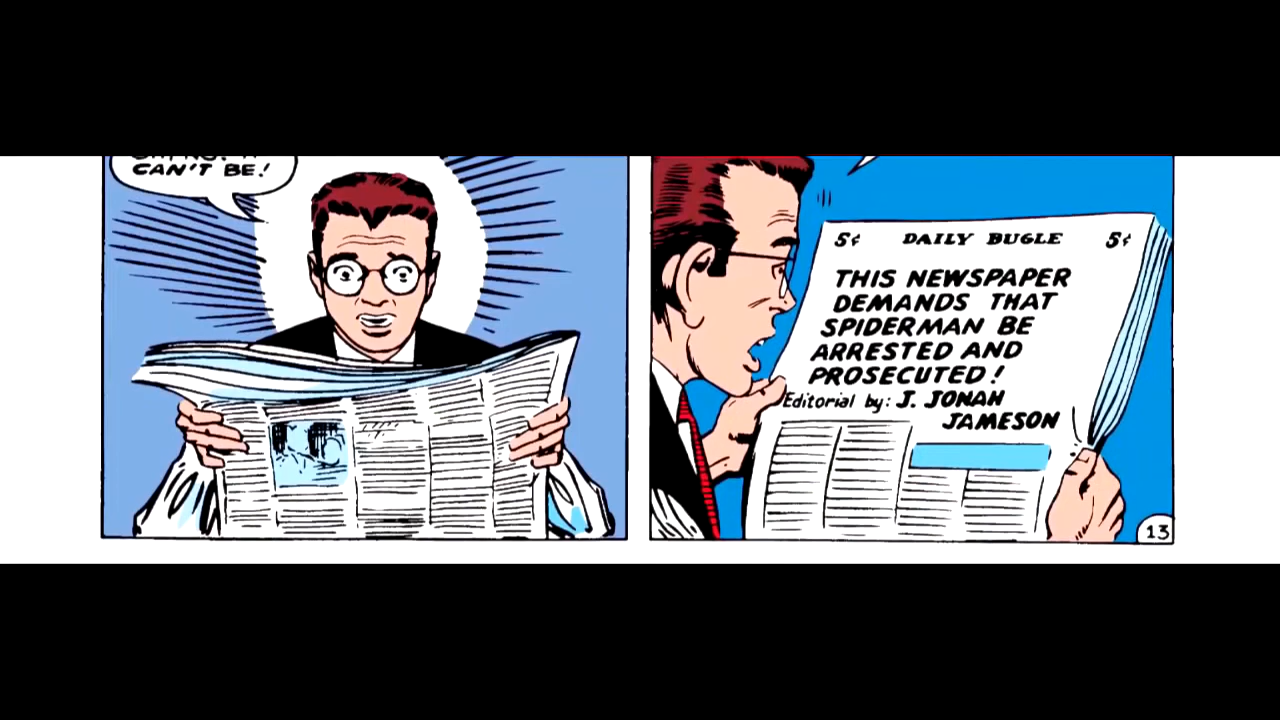 CAN'T BE!
5¢ DAILY BUGLE 5¢
THIS NEWSPAPER
DEMANDS THAT
SPIDERMAN BE
ARRESTED AND
PROSECUTED!
Editorial by: J. JONAH
JAMESON
13